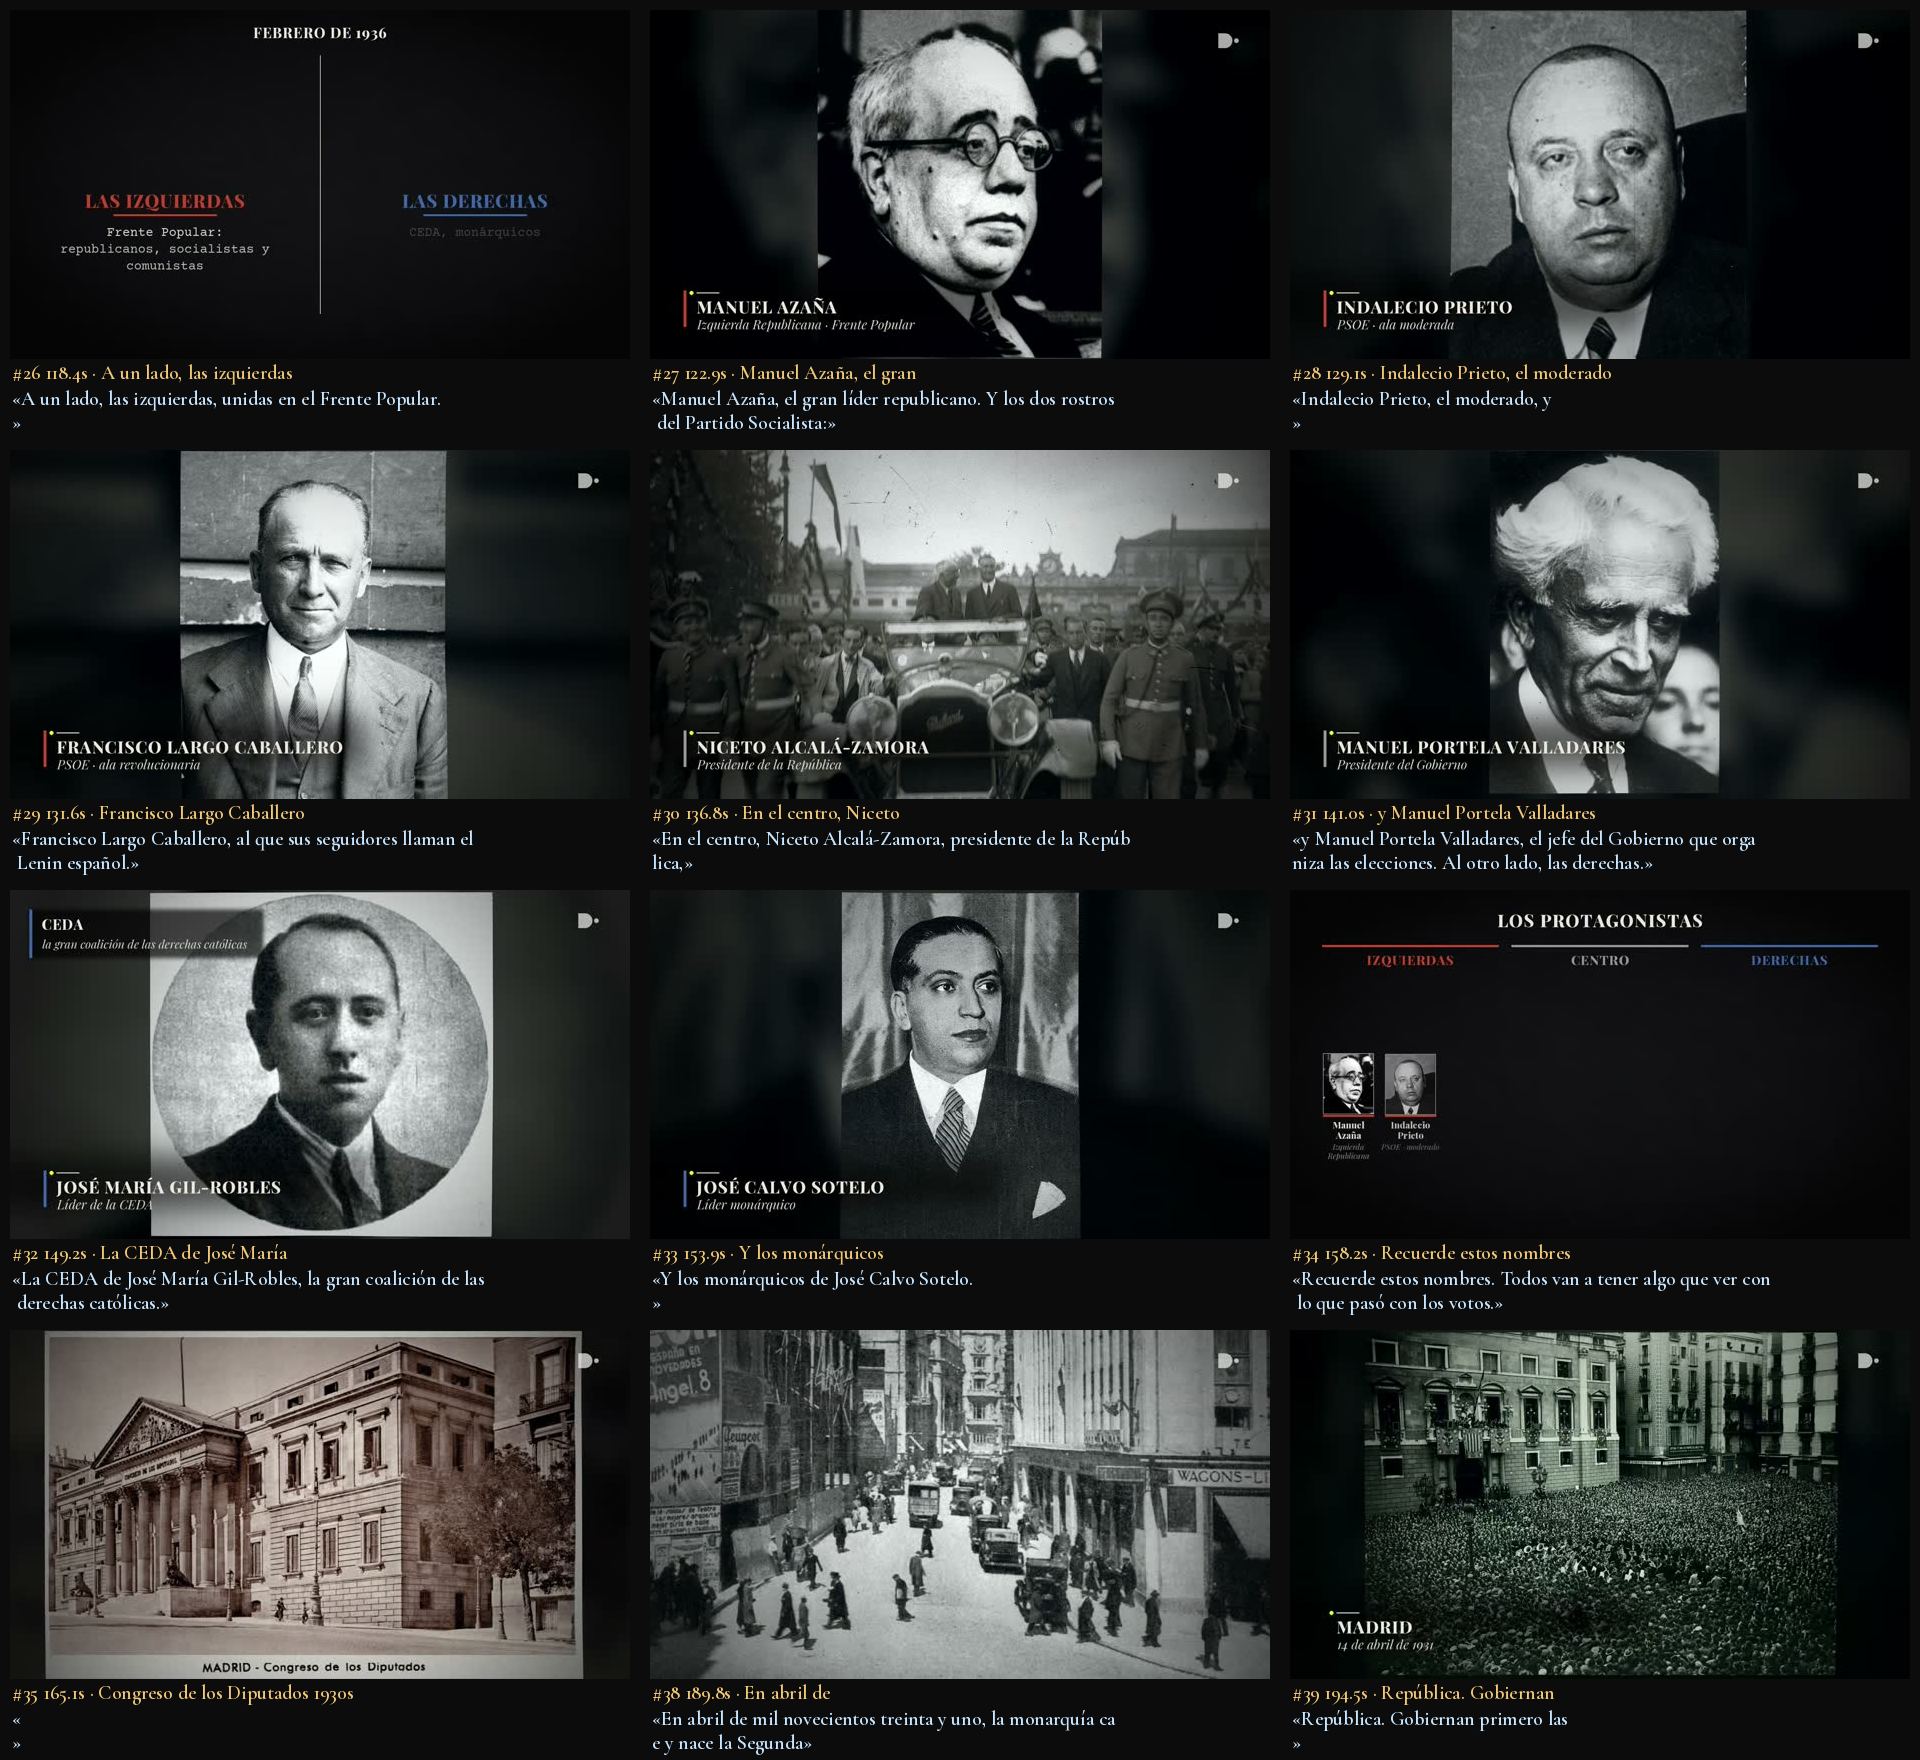 FEBRERO DE 1936
LAS IZQUIERDAS
Frente Popular:
republicanos, socialistas y
comunistas
LAS DERECHAS
CEDA, monárquicos
#26 118.4s · A un lado, las izquierdas
«A un lado, las izquierdas, unidas en el Frente Popular.
»
MANUEL AZAÑA
Izquierda Republicana · Frente Popular
#27 122.9s · Manuel Azaña, el gran
«Manuel Azaña, el gran líder republicano. Y los dos rostros
del Partido Socialista:»
INDALECIO PRIETO
PSOE · ala moderada
#28 129.1s · Indalecio Prieto, el moderado
«Indalecio Prieto, el moderado, y
»
FRANCISCO LARGO CABALLERO
PSOE · ala revolucionaria
#29 131.6s · Francisco Largo Caballero
«Francisco Largo Caballero, al que sus seguidores llaman el
Lenin español.»
NICETO ALCALÁ-ZAMORA
Presidente de la República
#30 136.8s · En el centro, Niceto
«En el centro, Niceto Alcalá-Zamora, presidente de la Repúb
lica,»
MANUEL PORTELA VALLADARES
Presidente del Gobierno
#31 141.0s · y Manuel Portela Valladares
«y Manuel Portela Valladares, el jefe del Gobierno que orga
niza las elecciones. Al otro lado, las derechas.»
CEDA
la gran coalición de las derechas católicas
JOSÉ MARÍA GIL-ROBLES
Líder de la CEDA
#32 149.2s · La CEDA de José María
«La CEDA de José María Gil-Robles, la gran coalición de las
derechas católicas.»
JOSÉ CALVO SOTELO
Líder monárquico
#33 153.9s · Y los monárquicos
«Y los monárquicos de José Calvo Sotelo.
»
LOS PROTAGONISTAS
IZQUIERDAS
CENTRO
DERECHAS
Manuel
Azaña
Izquierda
Republicana
Indalecio
Prieto
PSOE · moderado
#34 158.2s · Recuerde estos nombres
«Recuerde estos nombres. Todos van a tener algo que ver con
lo que pasó con los votos.»
CONGRESO DE LOS DIPUTADOS
MADRID - Congreso de los Diputados
#35 165.1s · Congreso de los Diputados 1930s
«
»
ESPAÑA EN
NOVEDADES
Angel. 8
Peugeot
WAGONS-L
#38 189.8s · En abril de
«En abril de mil novecientos treinta y uno, la monarquía ca
e y nace la Segunda»
MADRID
14 de abril de 1931
#39 194.5s · República. Gobiernan
«República. Gobiernan primero las
»